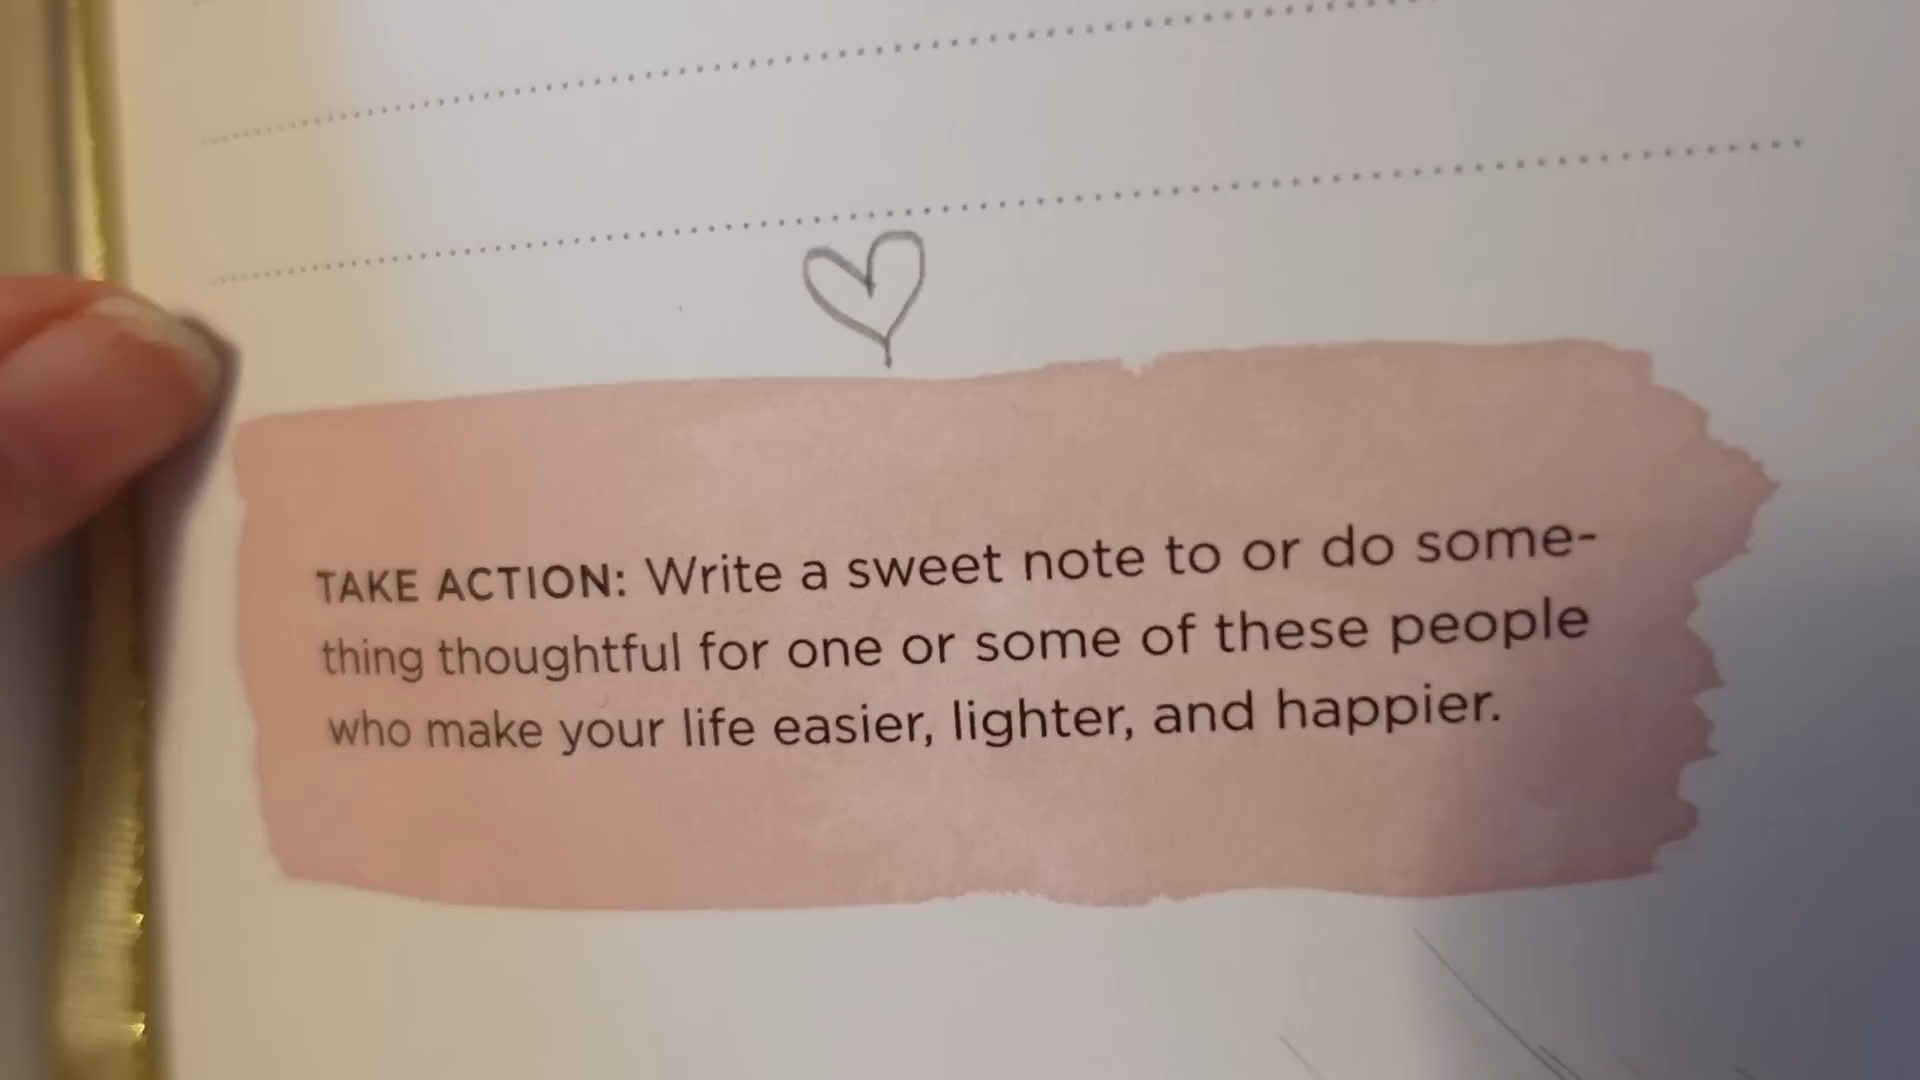 TAKE ACTION: Write a sweet note to or do some-
thing thoughtful for one or some of these people
who make your life easier, lighter, and happier.